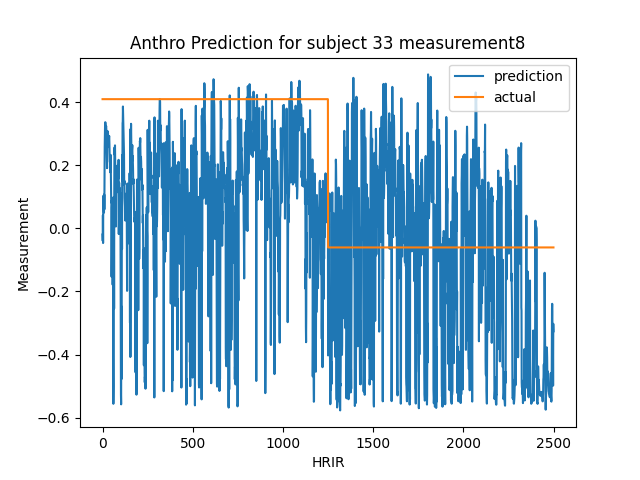 Anthro Prediction for subject 33 measurement8
prediction
actual
Measurement
0.4
0.2
0.0
−0.2
−0.4
−0.6
0
500
1000
1500
2000
2500
HRIR